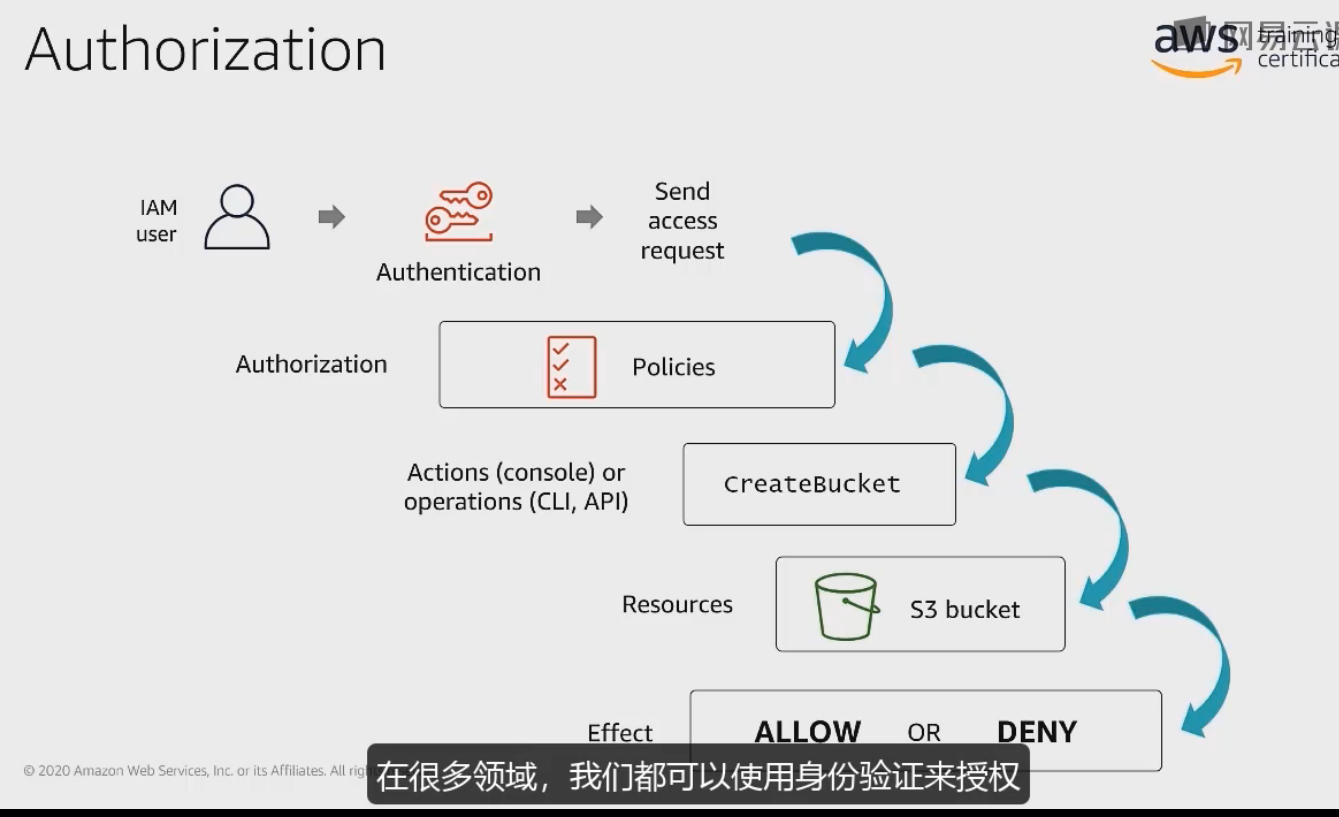 Authorization
aws
training
网易云课
certifica
IAM
user
Authentication
Send
access
request
Authorization
Policies
Actions (console) or
operations (CLI, API)
CreateBucket
Resources
S3 bucket
Effect
ALLOW OR DENY
© 2020 Amazon Web Services, Inc. or its Affiliates. All righ
在很多领域，我们都可以使用身份验证来授权